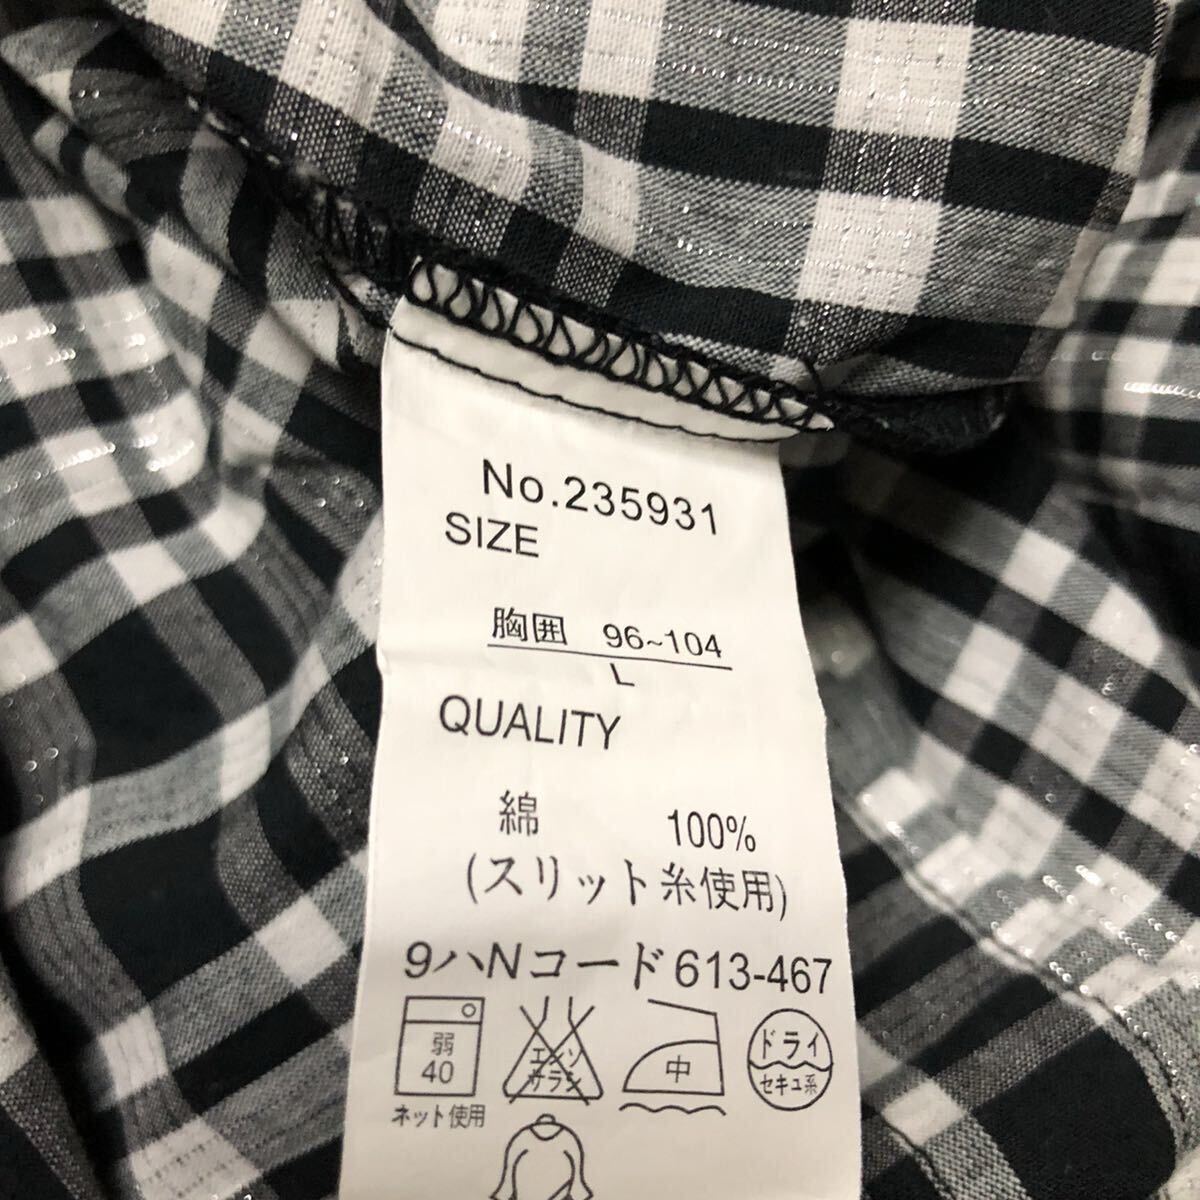 No.235931
SIZE
胸囲 96~104
L
QUALITY
綿 100%
(スリット糸使用)
9ハNコード613-467
弱
40
ネット使用
エンソ
サラシ
中
ドライ
セキユ系